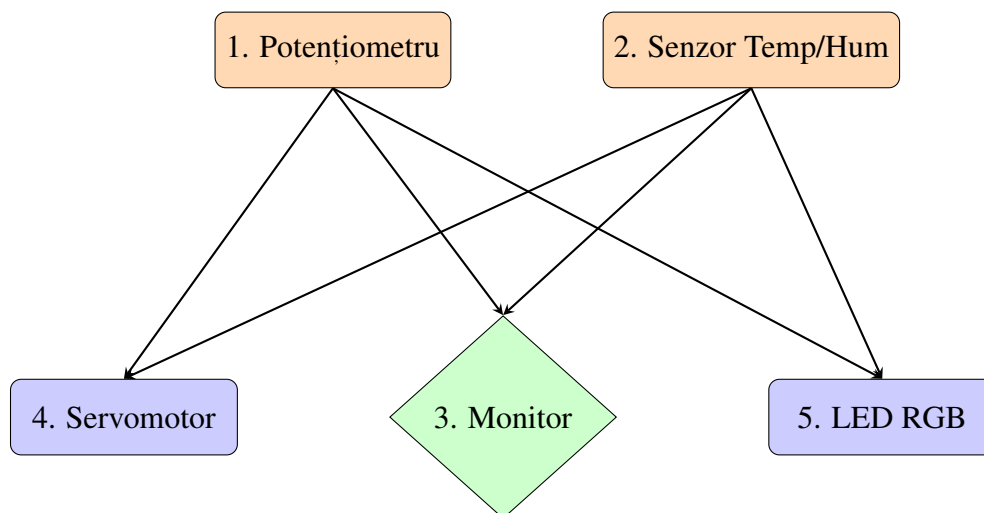 1. Potențiometru
2. Senzor Temp/Hum
4. Servomotor
3. Monitor
5. LED RGB